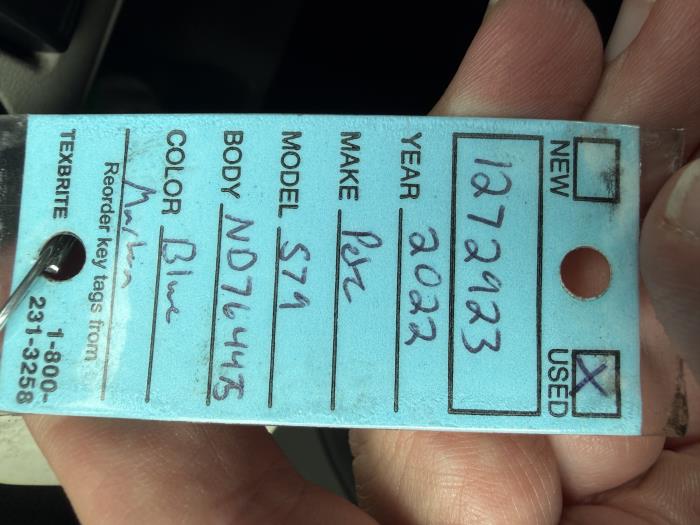 NEW USED X
1272923
YEAR 2022
MAKE Pete
MODEL 579
BODY ND764475
COLOR Blue
Reorder key tags from
TEXBRITE 1-800-
231-3258